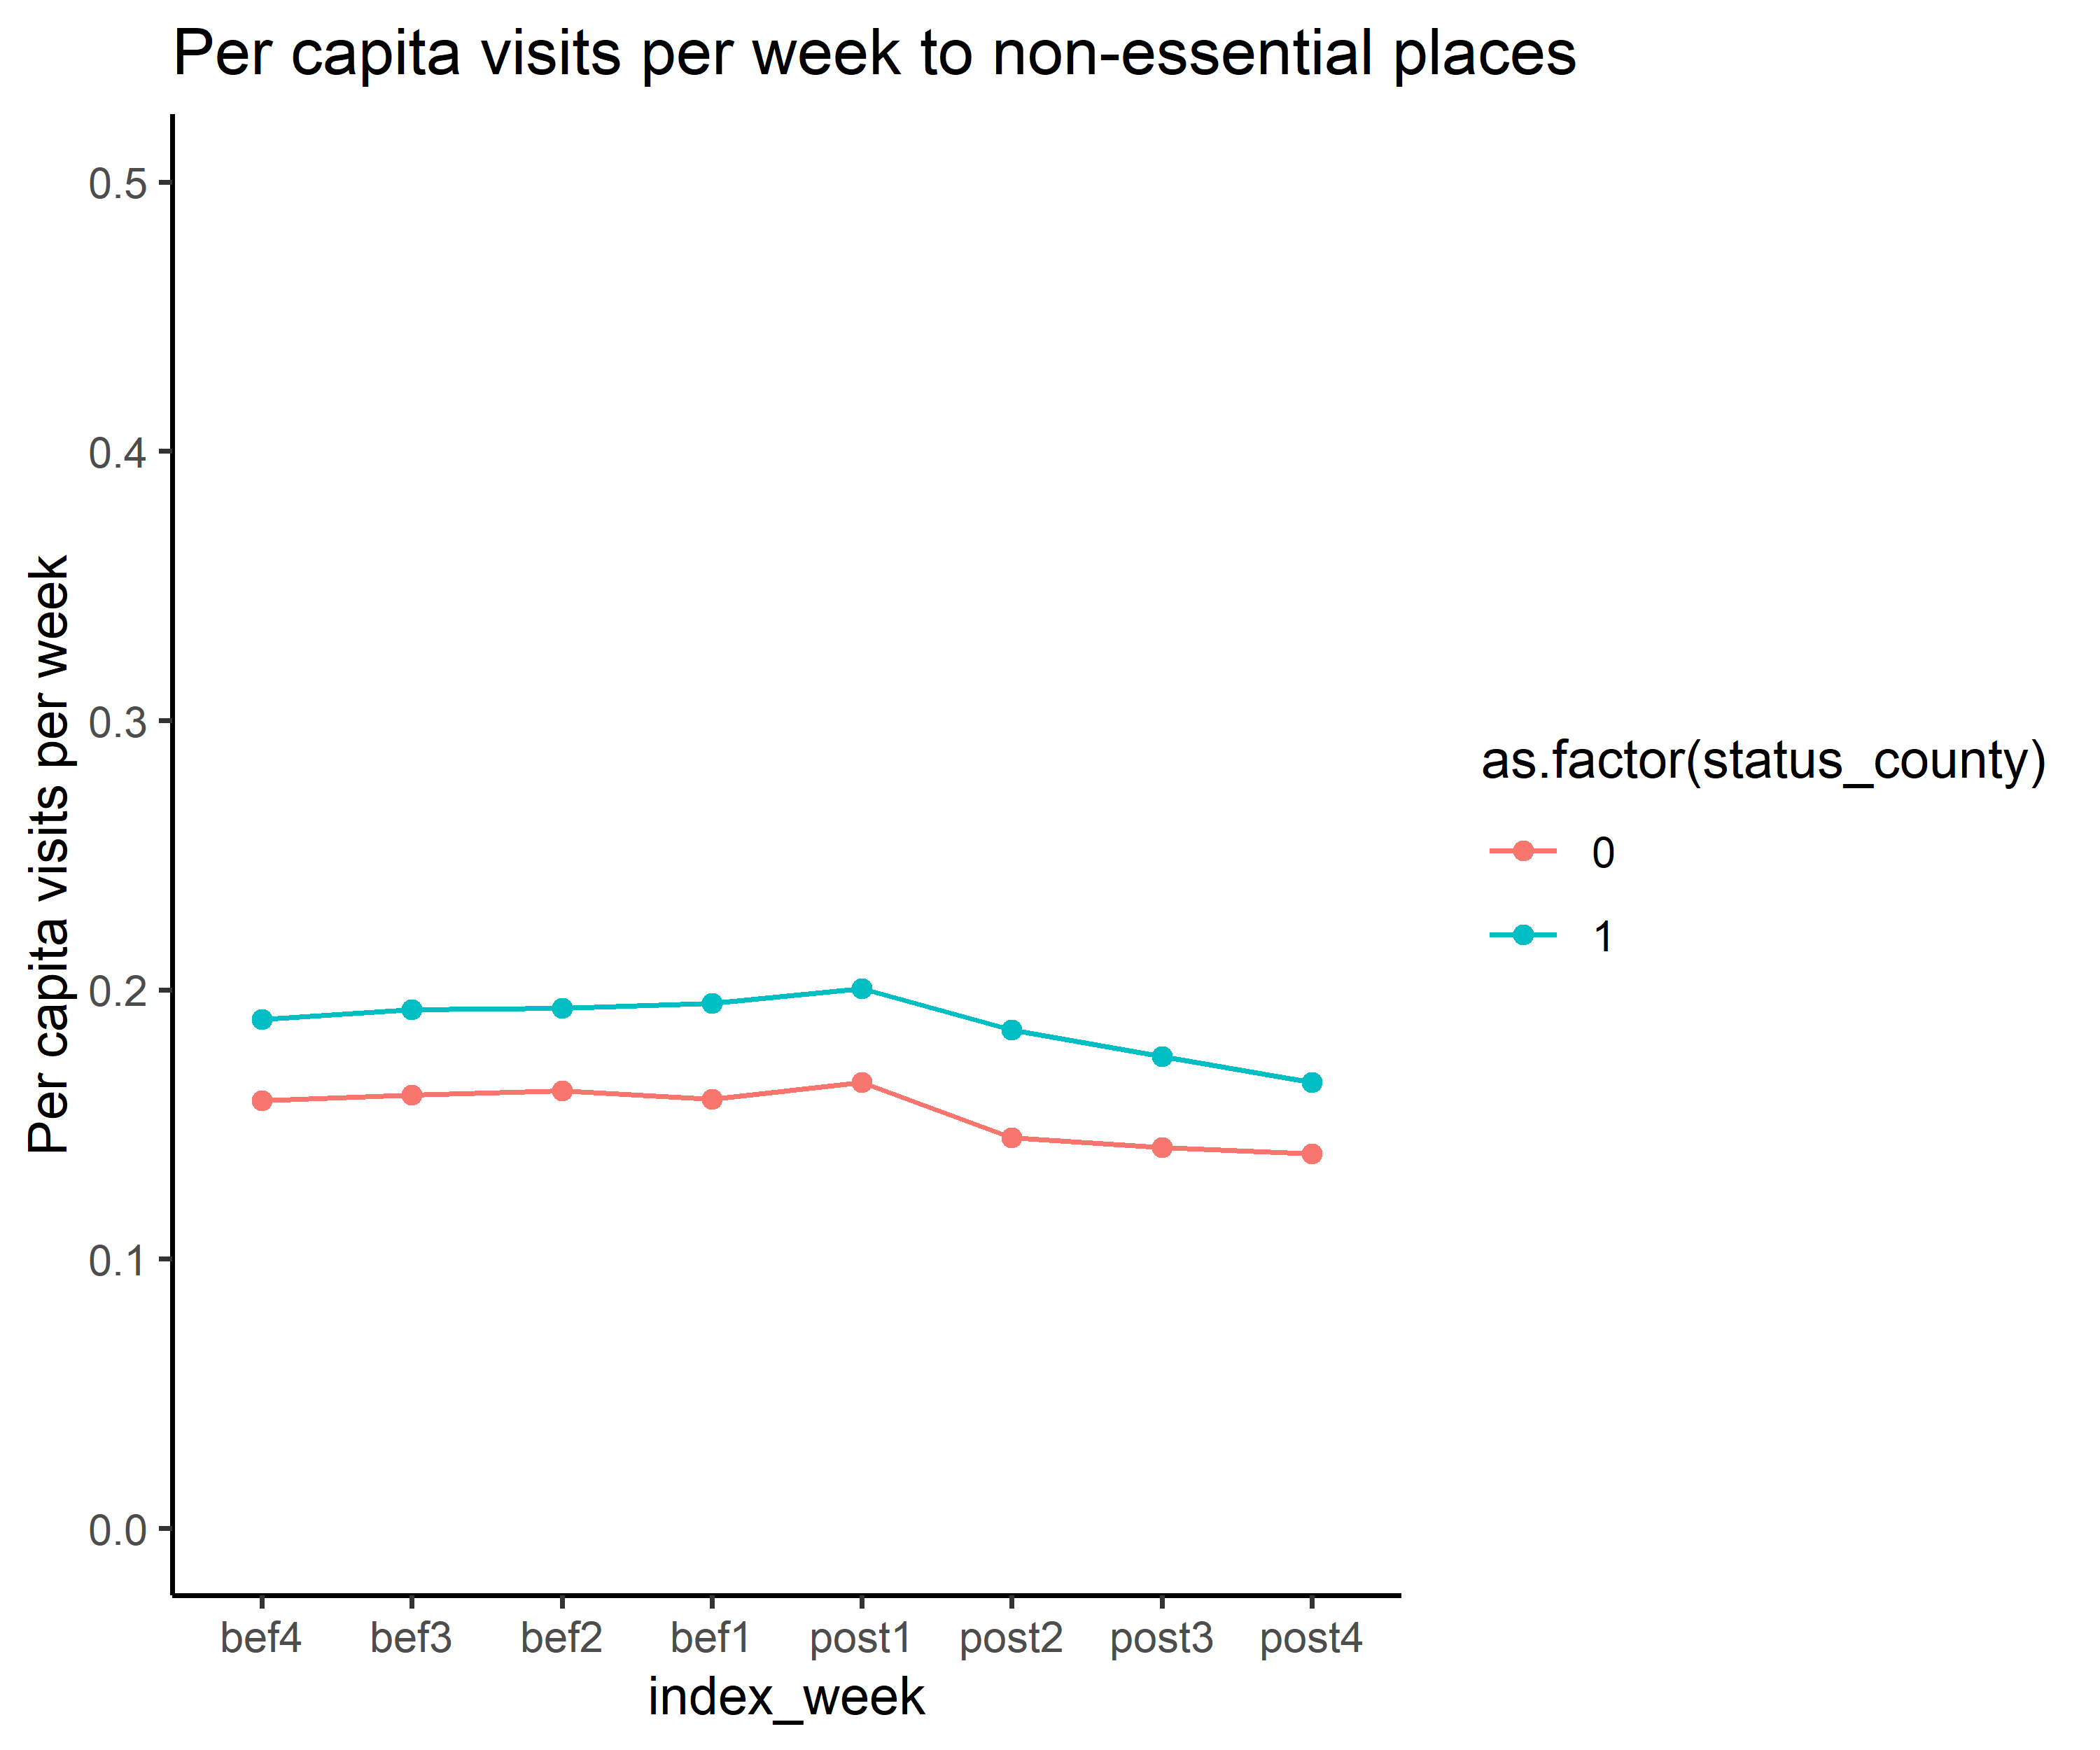 Per capita visits per week to non-essential places
Per capita visits per week
0.5
0.4
0.3
0.2
0.1
0.0
bef4 bef3 bef2 bef1 post1 post2 post3 post4
index_week
as.factor(status_county)
0
1